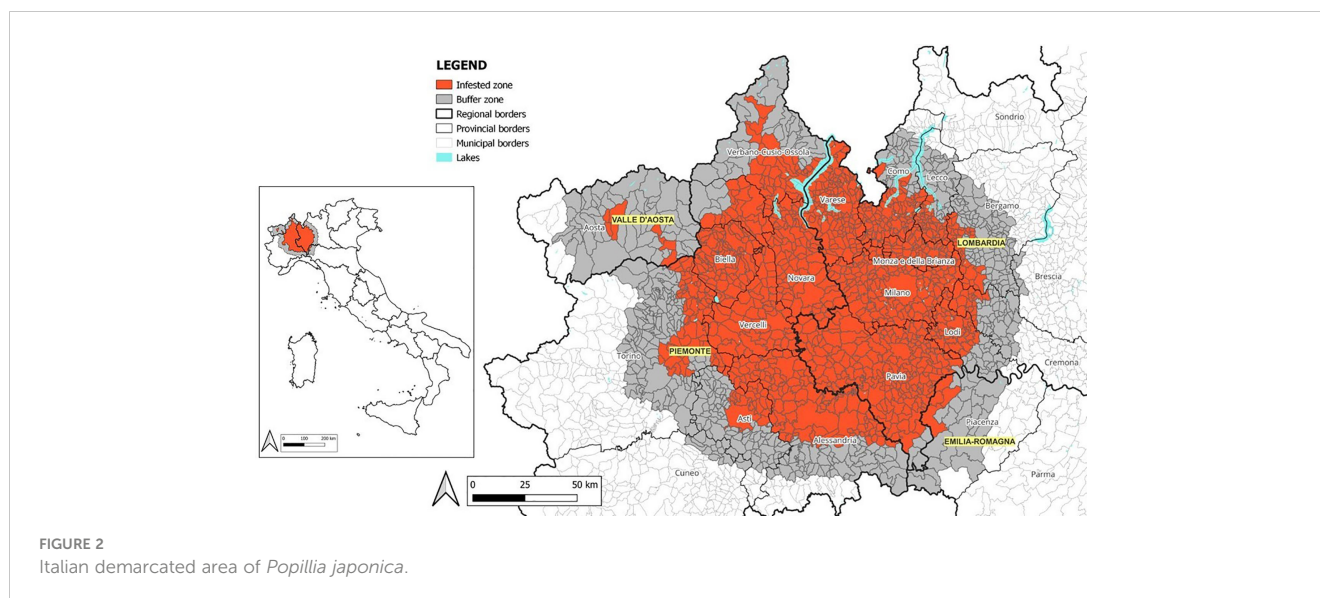 LEGEND
Infested zone
Buffer zone
Regional borders
Provincial borders
Municipal borders
Lakes
Sondrio
Verbano-Cusio-Ossola
Como
Lecco
Varese
Bergamo
VALLE D'AOSTA
Aosta
LOMBARDIA
Biella
Monza e della Brianza
Novara
Brescia
Milano
Vercelli
Lodi
PIEMONTE
Torino
Cremona
Pavia
Asti
Piacenza
Alessandria
EMILIA-ROMAGNA
Cuneo
Parma
0 100 200 km
0 25 50 km
FIGURE 2
Italian demarcated area of Popillia japonica.